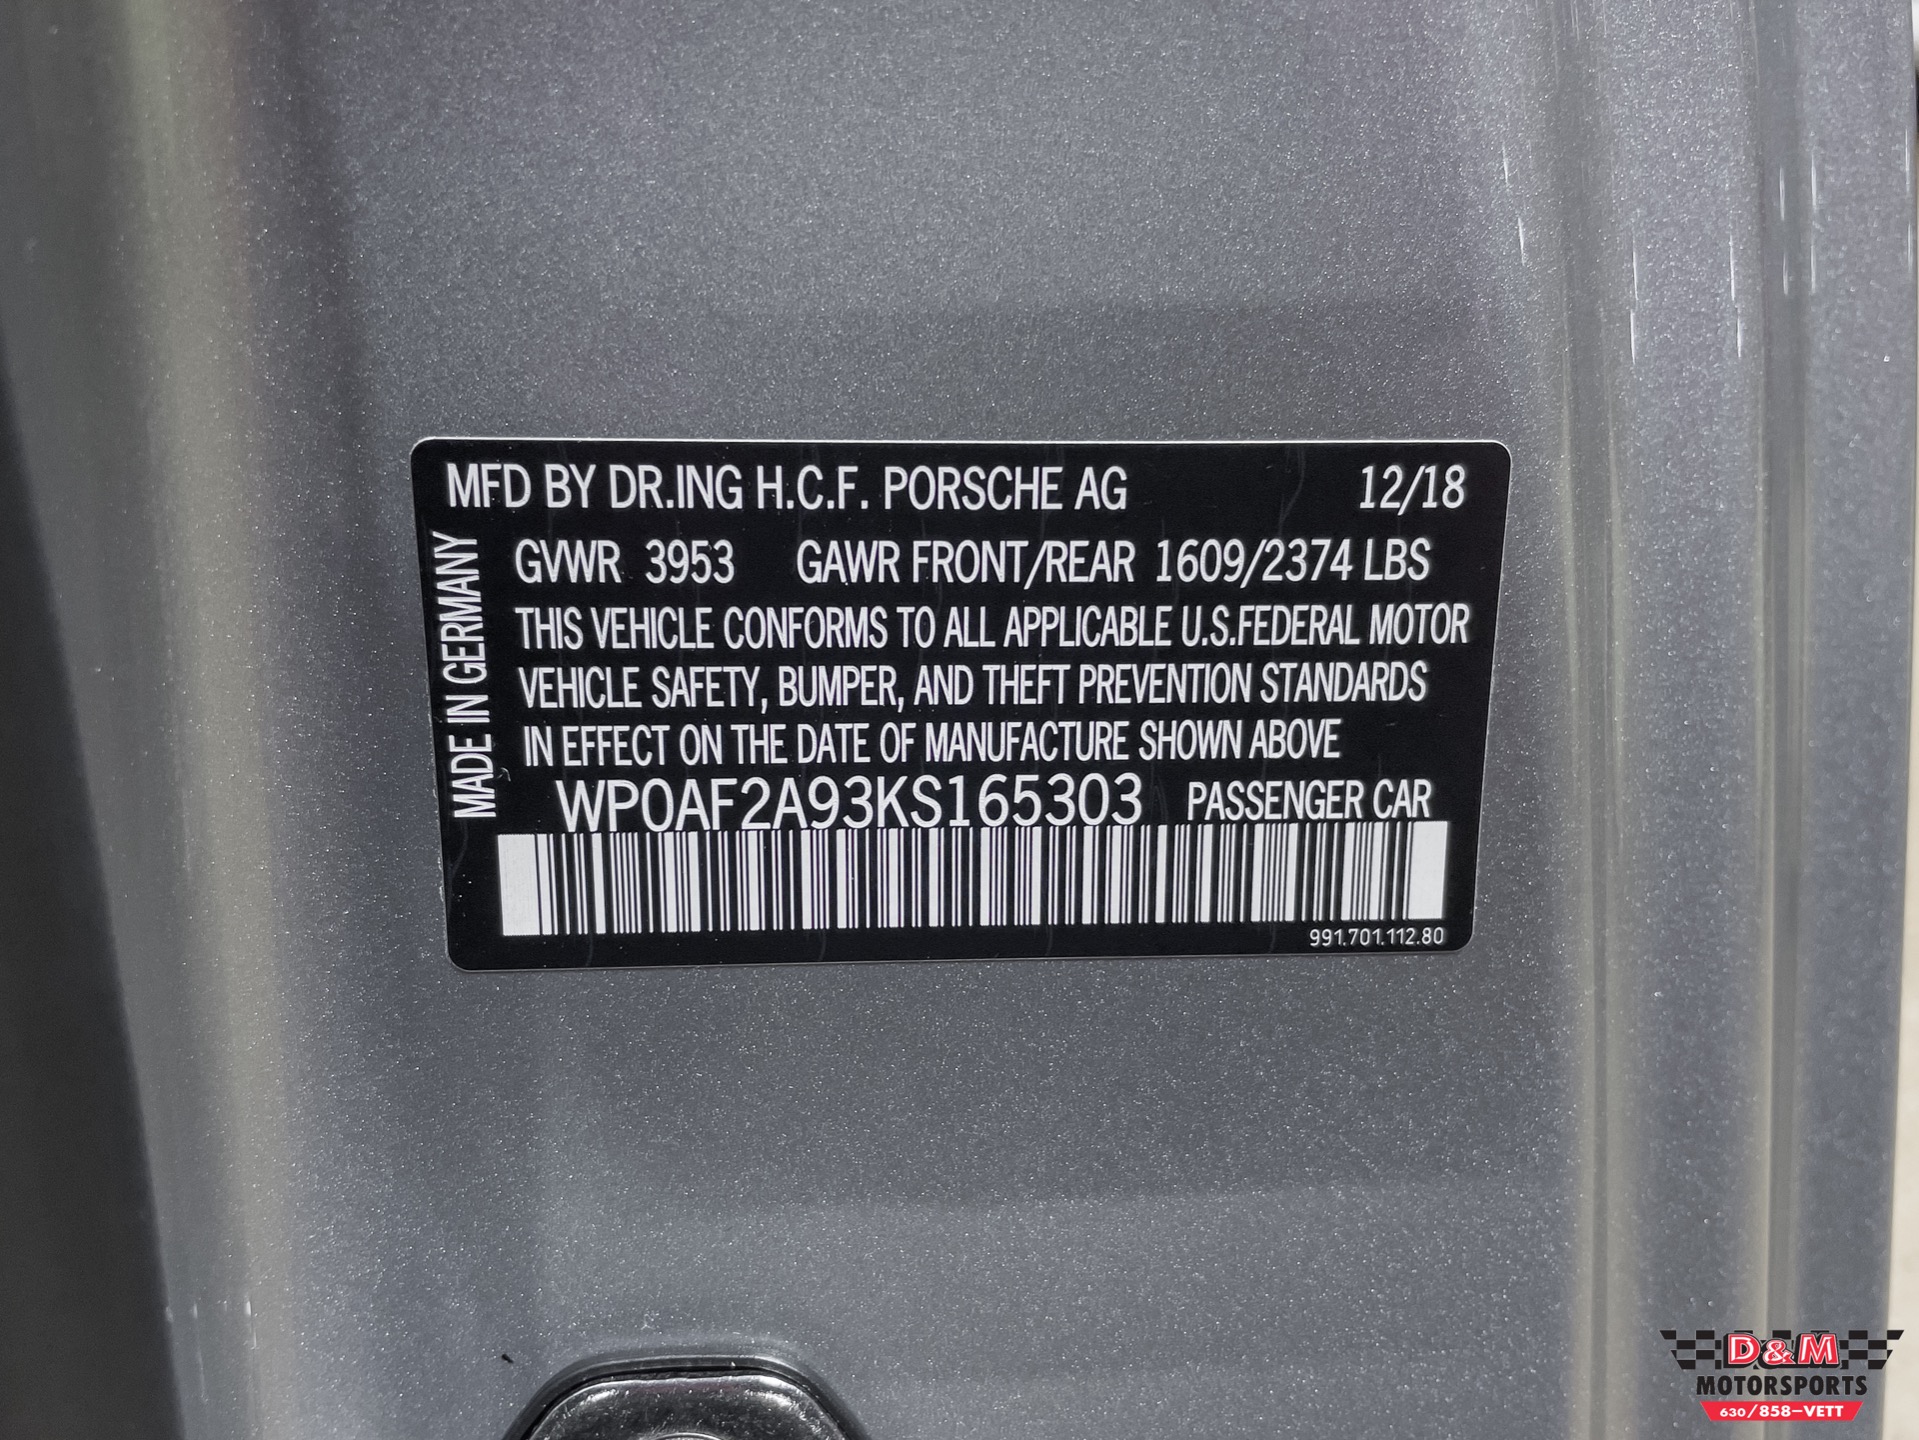 MFD BY DR.ING H.C.F. PORSCHE AG 12/18
MADE IN GERMANY
GVWR 3953 GAWR FRONT/REAR 1609/2374 LBS
THIS VEHICLE CONFORMS TO ALL APPLICABLE U.S.FEDERAL MOTOR
VEHICLE SAFETY, BUMPER, AND THEFT PREVENTION STANDARDS
IN EFFECT ON THE DATE OF MANUFACTURE SHOWN ABOVE
WP0AF2A93KS165303 PASSENGER CAR
991.701.112.80
D&M
MOTORSPORTS
630/858-VETT